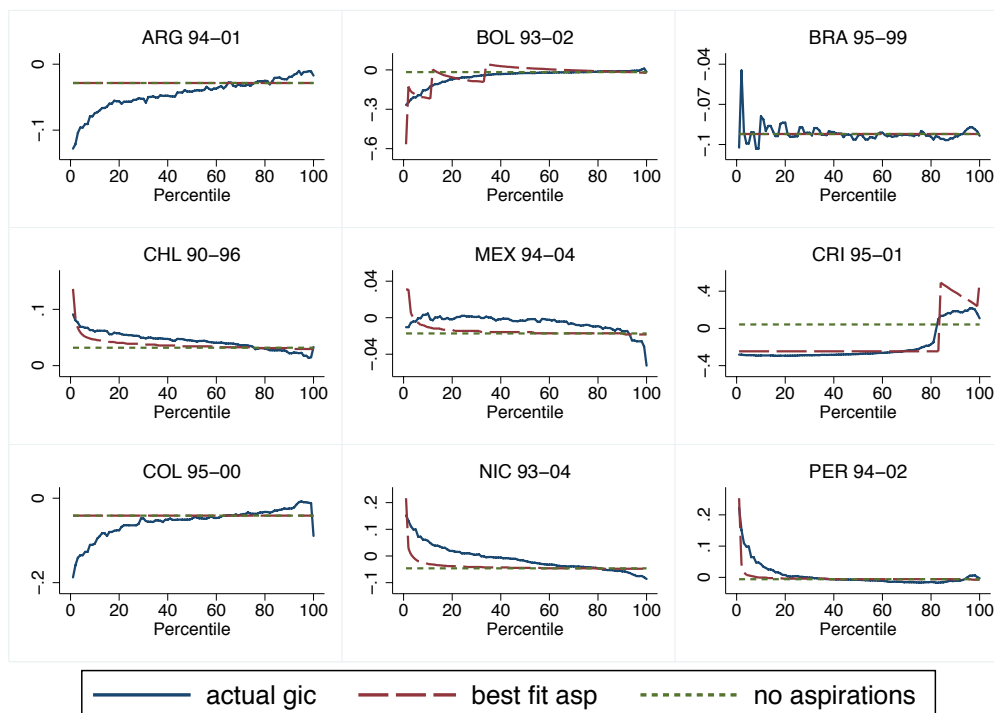 ARG 94−01
0
−.1
0 20 40 60 80 100
Percentile
BOL 93−02
0
−.3
−.6
0 20 40 60 80 100
Percentile
BRA 95−99
−.04
−.07
−.1
0 20 40 60 80 100
Percentile
CHL 90−96
.1
0
0 20 40 60 80 100
Percentile
MEX 94−04
.04
0
−.04
0 20 40 60 80 100
Percentile
CRI 95−01
.4
0
−.4
0 20 40 60 80 100
Percentile
COL 95−00
0
−.2
0 20 40 60 80 100
Percentile
NIC 93−04
.2
.1
0
−.1
0 20 40 60 80 100
Percentile
PER 94−02
.2
.1
0
0 20 40 60 80 100
Percentile
actual gic best fit asp no aspirations